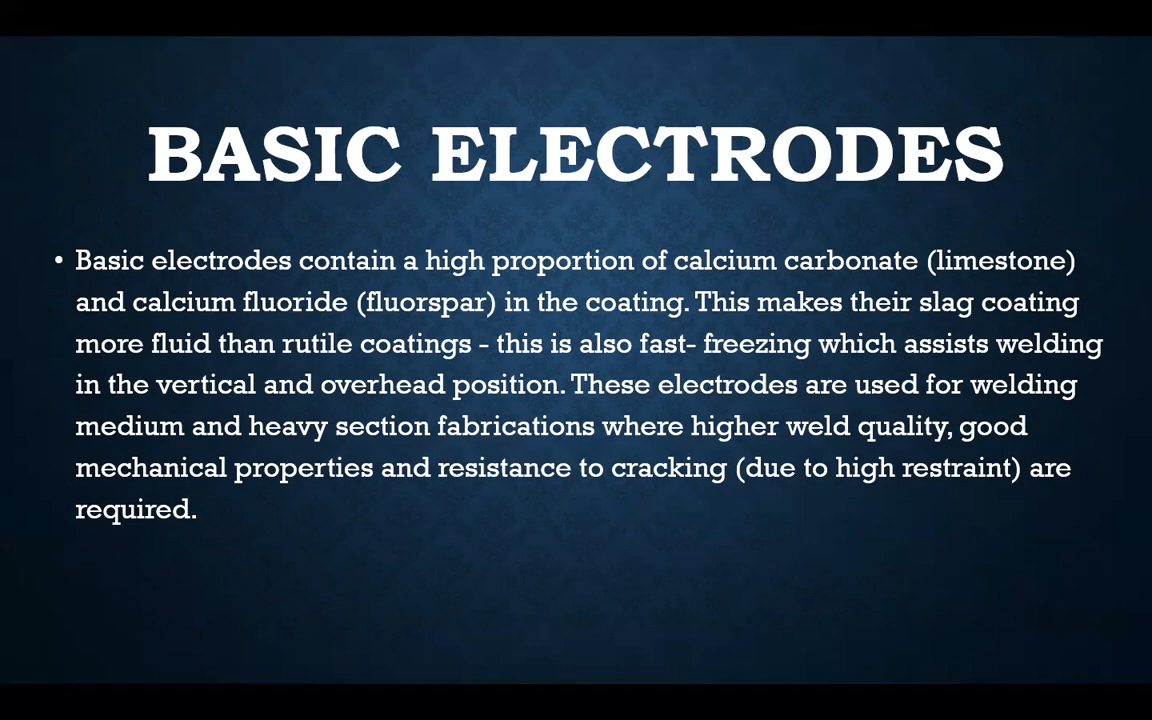 BASIC ELECTRODES
• Basic electrodes contain a high proportion of calcium carbonate (limestone)
and calcium fluoride (fluorspar) in the coating. This makes their slag coating
more fluid than rutile coatings - this is also fast- freezing which assists welding
in the vertical and overhead position. These electrodes are used for welding
medium and heavy section fabrications where higher weld quality, good
mechanical properties and resistance to cracking (due to high restraint) are
required.